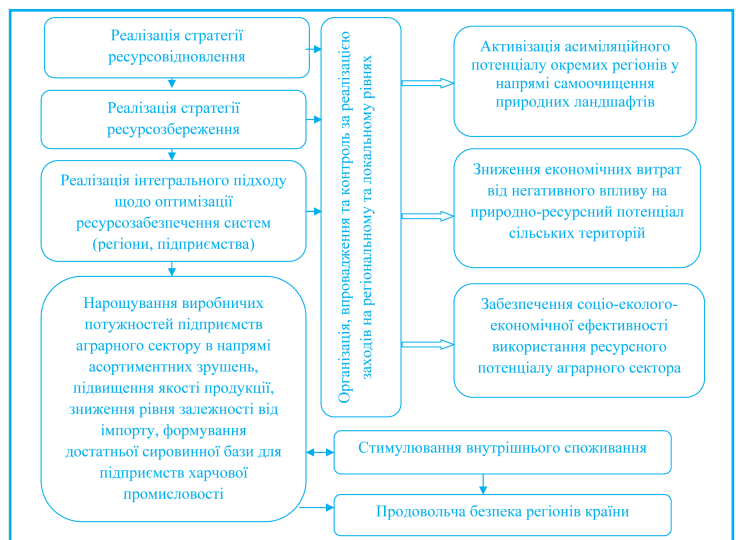 Реалізація стратегії
ресурсовідновлення
Реалізація стратегії
ресурсозбереження
Реалізація інтегрального підходу
щодо оптимізації
ресурсозабезпечення систем
(регіони, підприємства)
Нарощування виробничих
потужностей підприємств
аграрного сектору в напрямі
асортиментних зрушень,
підвищення якості продукції,
зниження рівня залежності від
імпорту, формування
достатньої сировинної бази для
підприємств харчової
промисловості
Організація, впровадження та контроль за реалізацією
заходів на регіональному та локальному рівнях
Активізація асиміляційного
потенціалу окремих регіонів у
напрямі самоочищення
природних ландшафтів
Зниження економічних витрат
від негативного впливу на
природно-ресурсний потенціал
сільських територій
Забезпечення соціо-еколого-
економічної ефективності
використання ресурсного
потенціалу аграрного сектора
Стимулювання внутрішнього споживання
Продовольча безпека регіонів країни